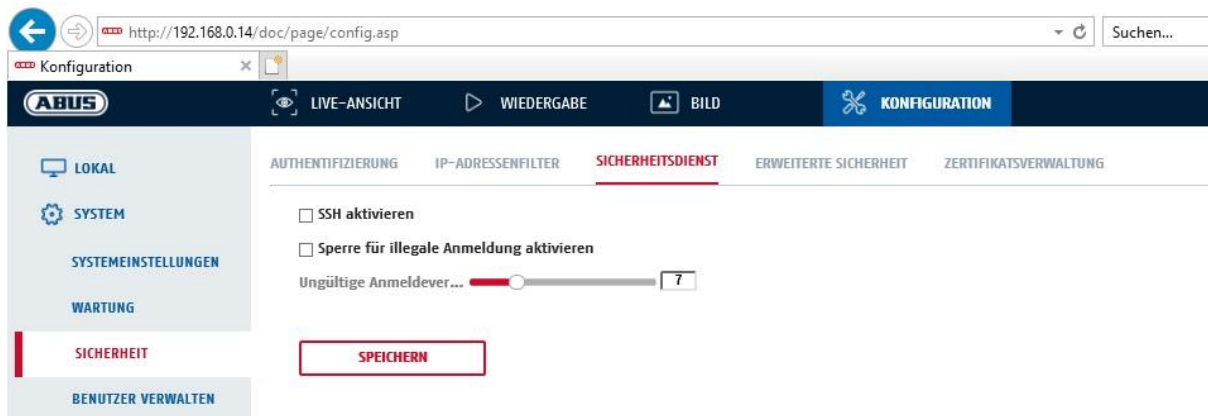 http://192.168.0.14/doc/page/config.asp
Suchen...
Konfiguration
ABUS
LIVE-ANSICHT
WIEDERGABE
BILD
KONFIGURATION
LOKAL
SYSTEM
SYSTEMEINSTELLUNGEN
WARTUNG
SICHERHEIT
BENUTZER VERWALTEN
AUTHENTIFIZIERUNG
IP-ADRESSENFILTER
SICHERHEITSDIENST
ERWEITERTE SICHERHEIT
ZERTIFIKATSVERWALTUNG
SSH aktivieren
Sperre für illegale Anmeldung aktivieren
Ungültige Anmeldever... 7
SPEICHERN